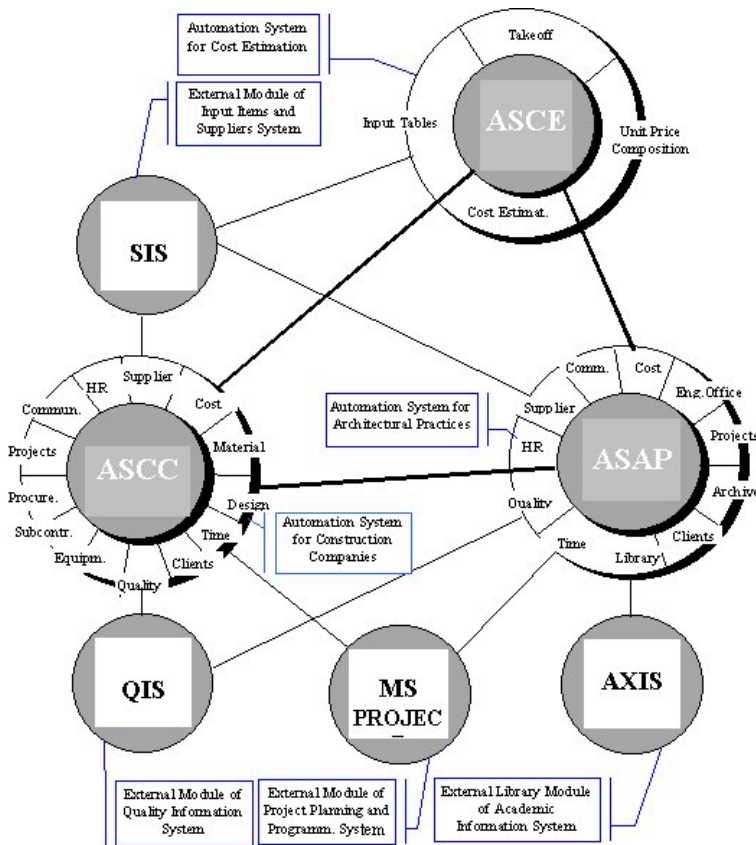 Automation System
for Cost Estimation
External Module of
Input Items and
Suppliers System
Takeoff
ASCE
Input Tables
Unit Price
Composition
Cost Estimat.
SIS
Supplier
HR
Cost
Commun.
Material
Projects
ASCC
Procure.
Design
Subcontr.
Time
Equipm.
Clients
Quality
Automation System for
Architectural Practices
Automation System
for Construction
Companies
Comm.
Cost
Supplier
Eng.Office
HR
Projects
ASAP
Quality
Archive
Time
Clients
Library
QIS
MS
PROJEC
AXIS
External Module of
Quality Information
System
External Module of
Project Planning and
Programm. System
External Library Module
of Academic
Information System